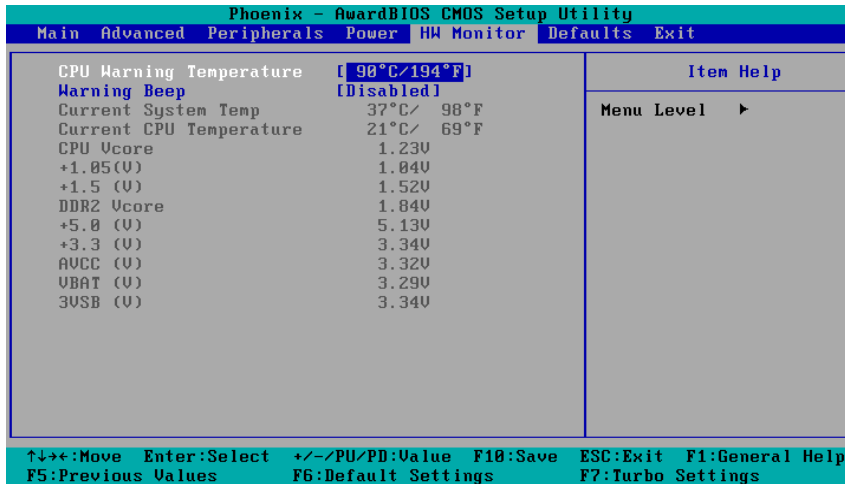 Phoenix - AwardBIOS CMOS Setup Utility
Main Advanced Peripherals Power HW Monitor Defaults Exit
CPU Warning Temperature [ 90°C/194°F]
Warning Beep [Disabled]
Current System Temp 37°C/ 98°F
Current CPU Temperature 21°C/ 69°F
CPU Vcore 1.23V
+1.05(V) 1.04V
+1.5 (V) 1.52V
DDR2 Vcore 1.84V
+5.0 (V) 5.13V
+3.3 (V) 3.34V
AVCC (V) 3.32V
VBAT (V) 3.29V
3VSB (V) 3.34V
Item Help
Menu Level ►
↑↓→←:Move Enter:Select +/-/PU/PD:Value F10:Save ESC:Exit F1:General Help
F5:Previous Values F6:Default Settings F7:Turbo Settings